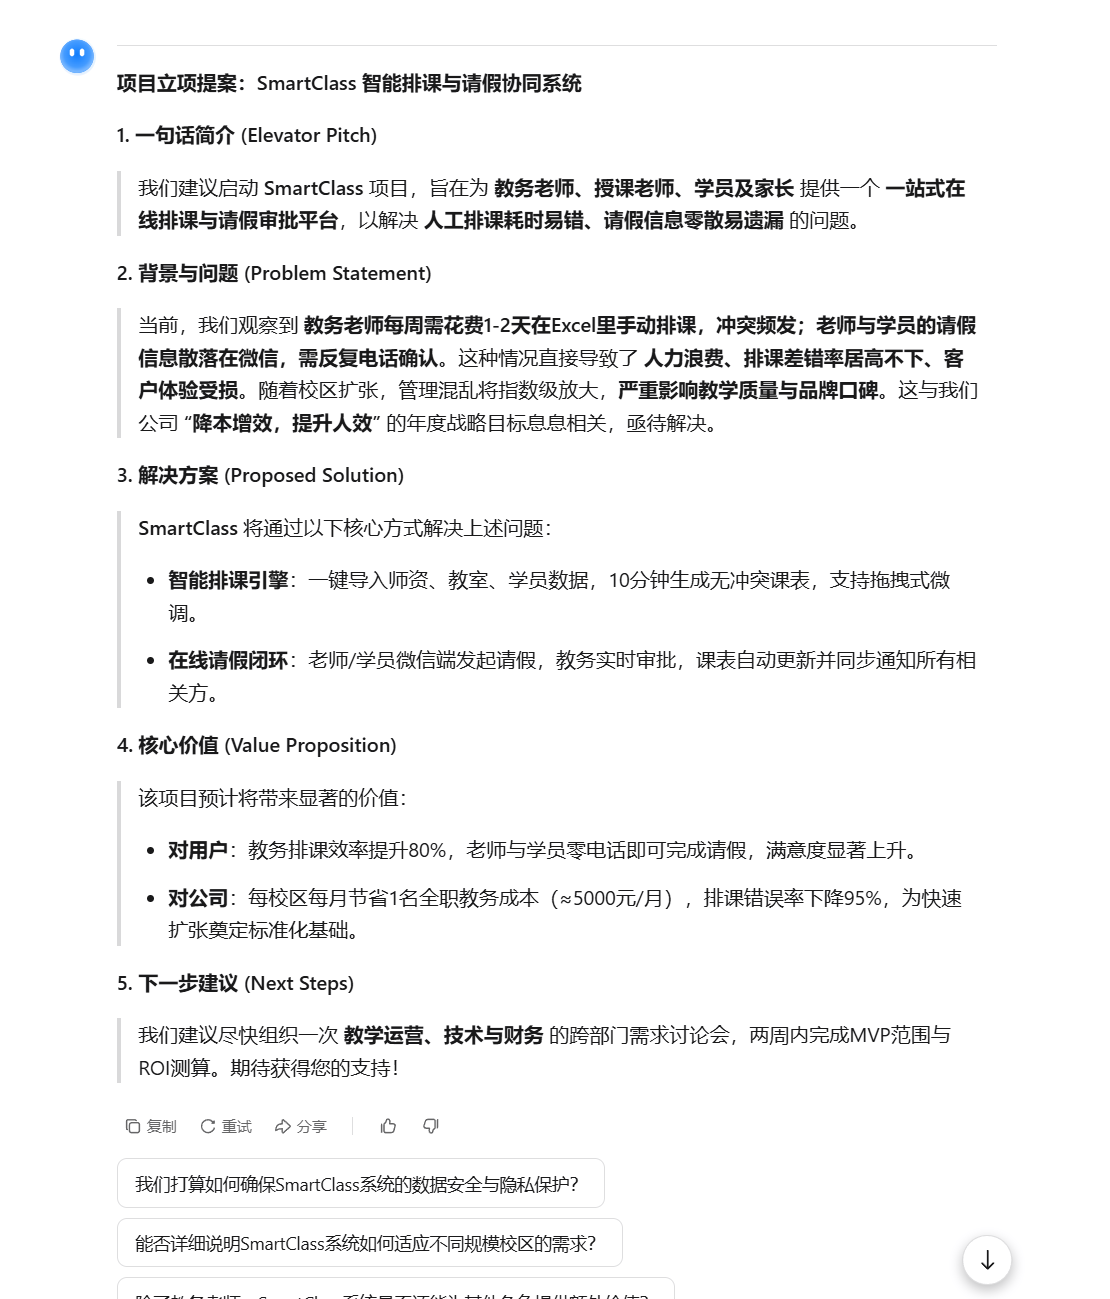 项目立项提案：SmartClass 智能排课与请假协同系统
1. 一句话简介 (Elevator Pitch)
我们建议启动 SmartClass 项目，旨在为 教务老师、授课老师、学员及家长 提供一个 一站式在
线排课与请假审批平台，以解决 人工排课耗时易错、请假信息零散易遗漏 的问题。
2. 背景与问题 (Problem Statement)
当前，我们观察到 教务老师每周需花费1-2天在Excel里手动排课，冲突频发；老师与学员的请假
信息散落在微信，需反复电话确认。这种情况直接导致了 人力浪费、排课差错率居高不下、客
户体验受损。随着校区扩张，管理混乱将指数级放大，严重影响教学质量与品牌口碑。这与我们
公司 “降本增效，提升人效” 的年度战略目标息息相关，亟待解决。
3. 解决方案 (Proposed Solution)
SmartClass 将通过以下核心方式解决上述问题：
• 智能排课引擎：一键导入师资、教室、学员数据，10分钟生成无冲突课表，支持拖拽式微
调。
• 在线请假闭环：老师/学员微信端发起请假，教务实时审批，课表自动更新并同步通知所有相
关方。
4. 核心价值 (Value Proposition)
该项目预计将带来显著的价值：
• 对用户：教务排课效率提升80%，老师与学员零电话即可完成请假，满意度显著上升。
• 对公司：每校区每月节省1名全职教务成本（≈5000元/月），排课错误率下降95%，为快速
扩张奠定标准化基础。
5. 下一步建议 (Next Steps)
我们建议尽快组织一次 教学运营、技术与财务 的跨部门需求讨论会，两周内完成MVP范围与
ROI测算。期待获得您的支持！
复制 重试 分享
我们打算如何确保SmartClass系统的数据安全与隐私保护？
能否详细说明SmartClass系统如何适应不同规模校区的需求？